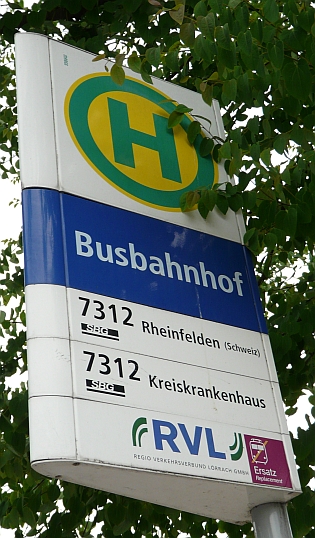 H
Busbahnhof
7312 Rheinfelden (Schweiz)
SBG
7312 Kreiskrankenhaus
SBG
RVL
REGIO VERKEHRSVERBUND LÖRRACH GMBH
Ersatz
Replacement